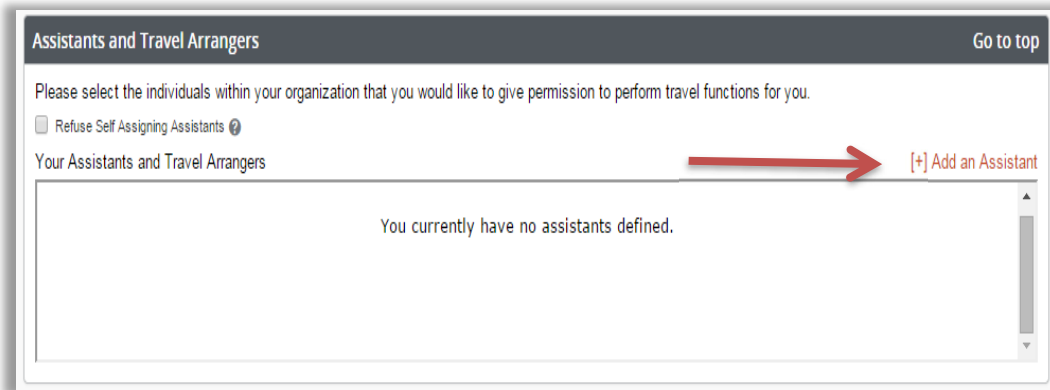 Assistants and Travel Arrangers Go to top
Please select the individuals within your organization that you would like to give permission to perform travel functions for you.
Refuse Self Assigning Assistants ?
Your Assistants and Travel Arrangers [+] Add an Assistant
You currently have no assistants defined.